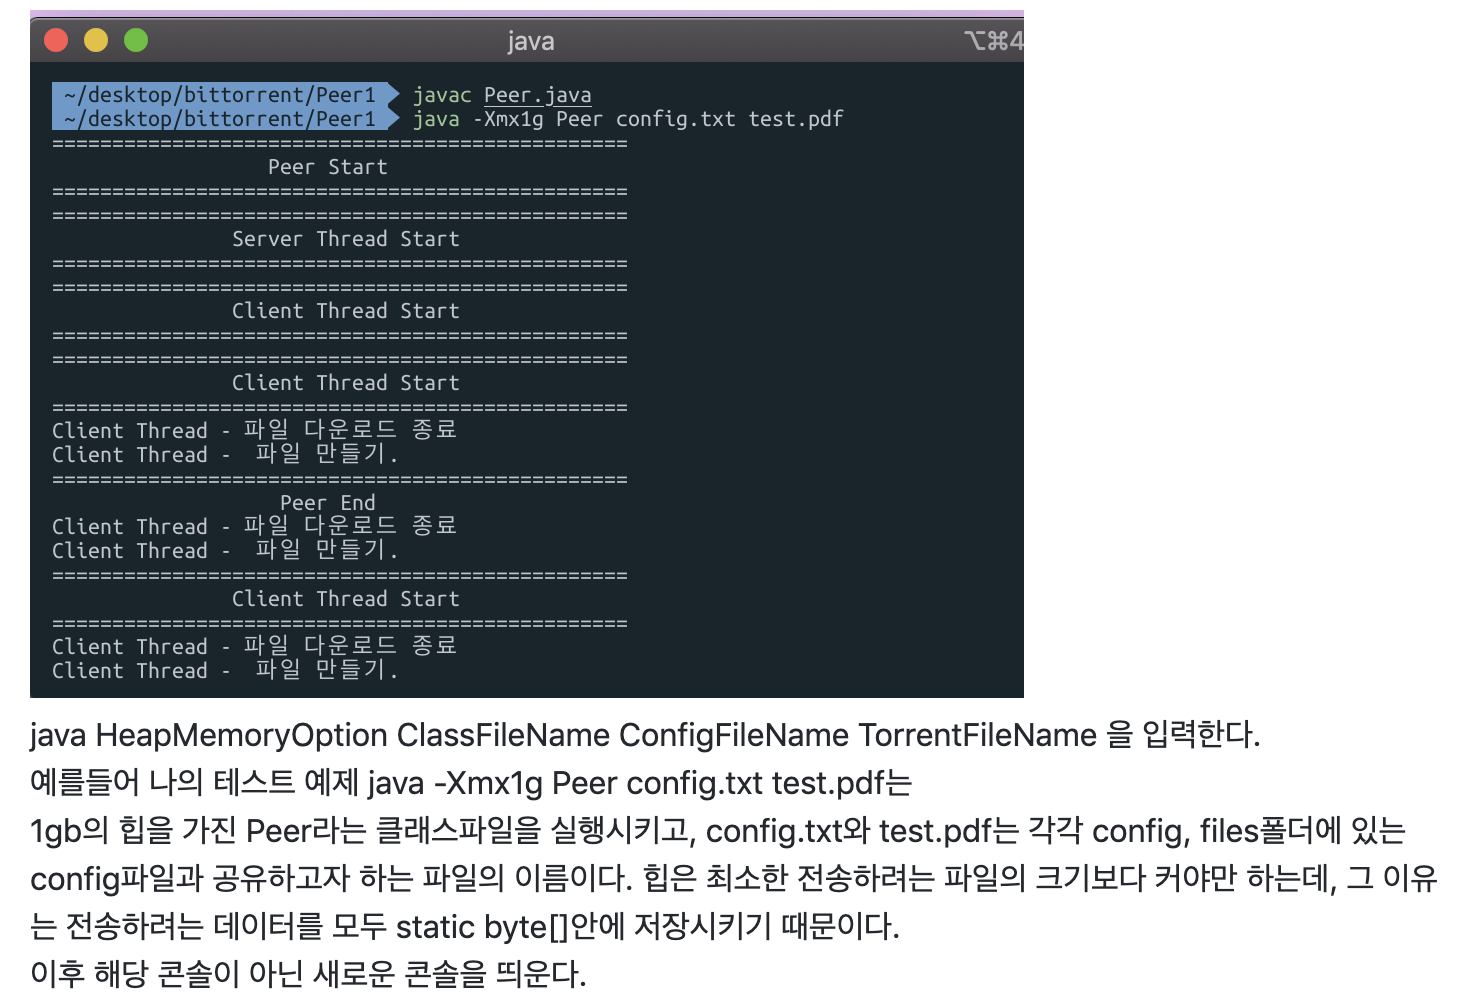 java ⌥⌘4
~/desktop/bittorrent/Peer1 javac Peer.java
~/desktop/bittorrent/Peer1 java -Xmx1g Peer config.txt test.pdf
================================================
Peer Start
================================================
================================================
Server Thread Start
================================================
================================================
Client Thread Start
================================================
================================================
Client Thread Start
================================================
Client Thread - 파일 다운로드 종료
Client Thread -  파일 만들기.
================================================
Peer End
Client Thread - 파일 다운로드 종료
Client Thread -  파일 만들기.
================================================
Client Thread Start
================================================
Client Thread - 파일 다운로드 종료
Client Thread -  파일 만들기.
java HeapMemoryOption ClassFileName ConfigFileName TorrentFileName 을 입력한다.
예를들어 나의 테스트 예제 java -Xmx1g Peer config.txt test.pdf는
1gb의 힙을 가진 Peer라는 클래스파일을 실행시키고, config.txt와 test.pdf는 각각 config, files폴더에 있는
config파일과 공유하고자 하는 파일의 이름이다. 힙은 최소한 전송하려는 파일의 크기보다 커야만 하는데, 그 이유
는 전송하려는 데이터를 모두 static byte[]안에 저장시키기 때문이다.
이후 해당 콘솔이 아닌 새로운 콘솔을 띄운다.